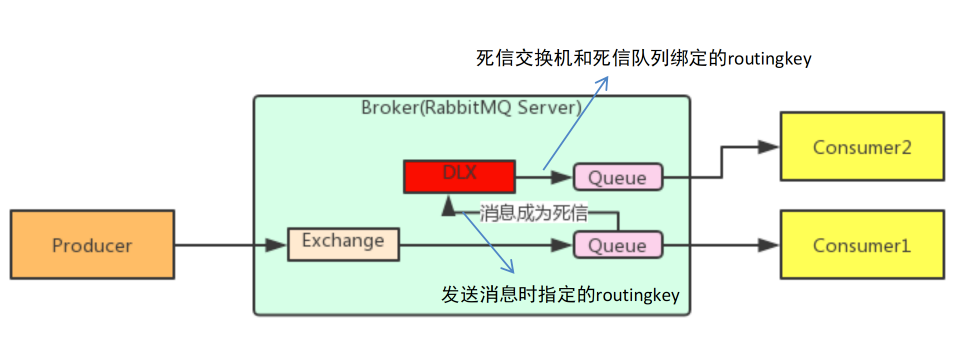 死信交换机和死信队列绑定的routingkey
Broker(RabbitMQ Server)
DLX
Queue
Consumer2
消息成为死信
Producer
Exchange
Queue
Consumer1
发送消息时指定的routingkey